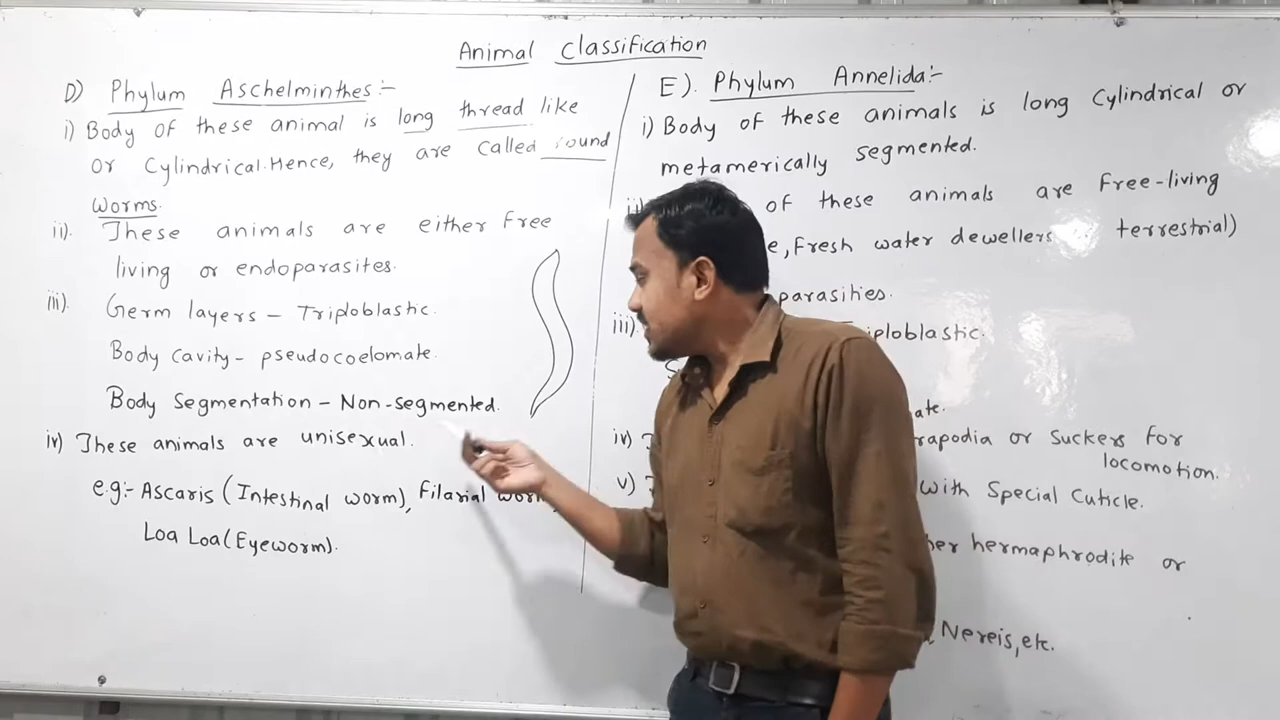 Animal Classification
D) Phylum Aschelminthes:-
i) Body of these animal is long thread like
or Cylindrical. Hence, they are called round
worms.
ii). These animals are either Free
living or endoparasites.
iii). Germ layers - Triploblastic.
Body Cavity - pseudocoelomate.
Body Segmentation - Non-segmented.
iv) These animals are unisexual.
e.g:- Ascaris (Intestinal worm), Filarial worm
Loa Loa (Eyeworm).
E). Phylum Annelida:-
i) Body of these animals is long Cylindrical or
metamerically segmented.
of these animals are Free-living
Fresh water dewellers terrestrial)
parasities.
iii) iploblastic.
ate.
iv) rapodia or Suckers For
locomotion.
v) with Special Cuticle.
her hermaphrodite or
Nereis, etc.